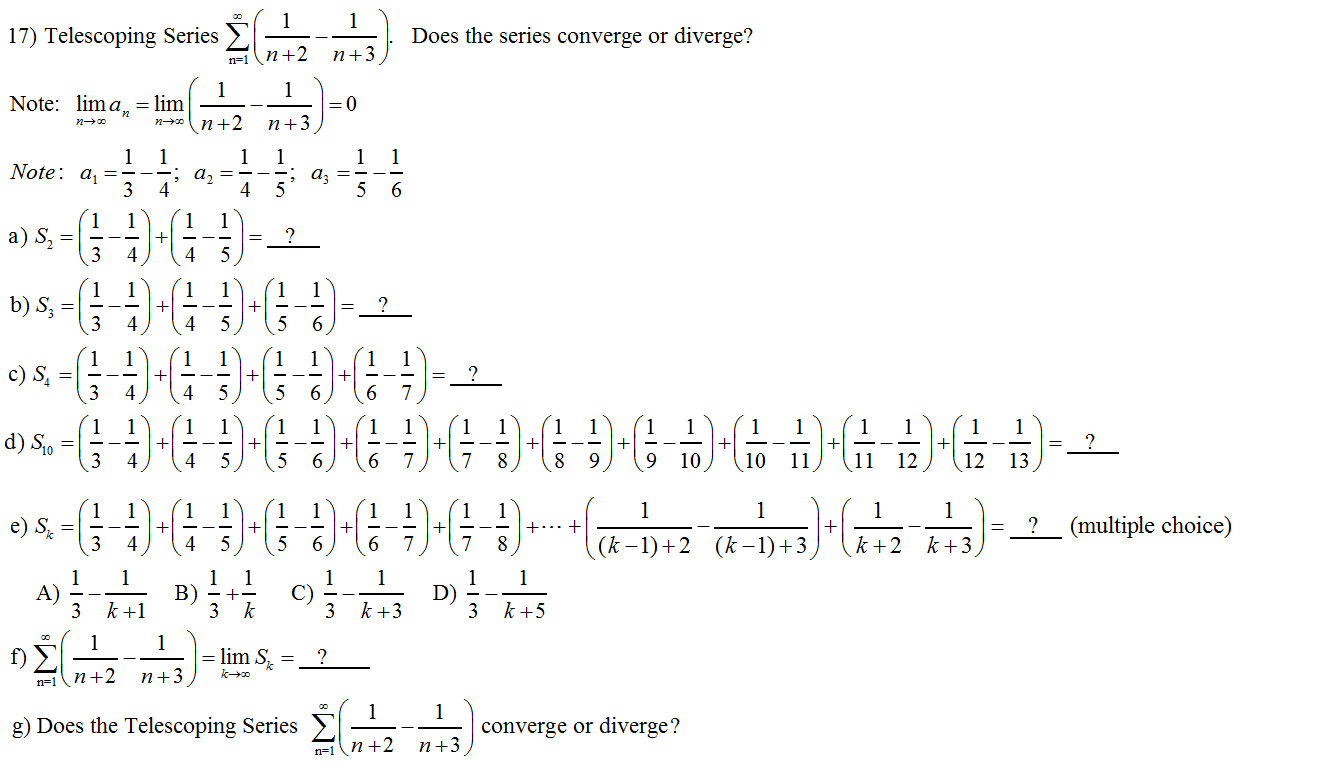 17) Telescoping Series $\sum_{n=1}^{\infty}\left(\frac{1}{n+2}-\frac{1}{n+3}\right)$. Does the series converge or diverge?
Note: $\lim_{n\to\infty} a_n = \lim_{n\to\infty}\left(\frac{1}{n+2}-\frac{1}{n+3}\right)=0$
Note: $a_1=\frac{1}{3}-\frac{1}{4}$; $a_2=\frac{1}{4}-\frac{1}{5}$; $a_3=\frac{1}{5}-\frac{1}{6}$
a) $S_2=\left(\frac{1}{3}-\frac{1}{4}\right)+\left(\frac{1}{4}-\frac{1}{5}\right)=$ __?__
b) $S_3=\left(\frac{1}{3}-\frac{1}{4}\right)+\left(\frac{1}{4}-\frac{1}{5}\right)+\left(\frac{1}{5}-\frac{1}{6}\right)=$ __?__
c) $S_4=\left(\frac{1}{3}-\frac{1}{4}\right)+\left(\frac{1}{4}-\frac{1}{5}\right)+\left(\frac{1}{5}-\frac{1}{6}\right)+\left(\frac{1}{6}-\frac{1}{7}\right)=$ __?__
d) $S_{10}=\left(\frac{1}{3}-\frac{1}{4}\right)+\left(\frac{1}{4}-\frac{1}{5}\right)+\left(\frac{1}{5}-\frac{1}{6}\right)+\left(\frac{1}{6}-\frac{1}{7}\right)+\left(\frac{1}{7}-\frac{1}{8}\right)+\left(\frac{1}{8}-\frac{1}{9}\right)+\left(\frac{1}{9}-\frac{1}{10}\right)+\left(\frac{1}{10}-\frac{1}{11}\right)+\left(\frac{1}{11}-\frac{1}{12}\right)+\left(\frac{1}{12}-\frac{1}{13}\right)=$ __?__
e) $S_k=\left(\frac{1}{3}-\frac{1}{4}\right)+\left(\frac{1}{4}-\frac{1}{5}\right)+\left(\frac{1}{5}-\frac{1}{6}\right)+\left(\frac{1}{6}-\frac{1}{7}\right)+\left(\frac{1}{7}-\frac{1}{8}\right)+\cdots+\left(\frac{1}{(k-1)+2}-\frac{1}{(k-1)+3}\right)+\left(\frac{1}{k+2}-\frac{1}{k+3}\right)=$ __?__ (multiple choice)
A) $\frac{1}{3}-\frac{1}{k+1}$ B) $\frac{1}{3}+\frac{1}{k}$ C) $\frac{1}{3}-\frac{1}{k+3}$ D) $\frac{1}{3}-\frac{1}{k+5}$
f) $\sum_{n=1}^{\infty}\left(\frac{1}{n+2}-\frac{1}{n+3}\right)=\lim_{k\to\infty} S_k=$ __?__
g) Does the Telescoping Series $\sum_{n=1}^{\infty}\left(\frac{1}{n+2}-\frac{1}{n+3}\right)$ converge or diverge?